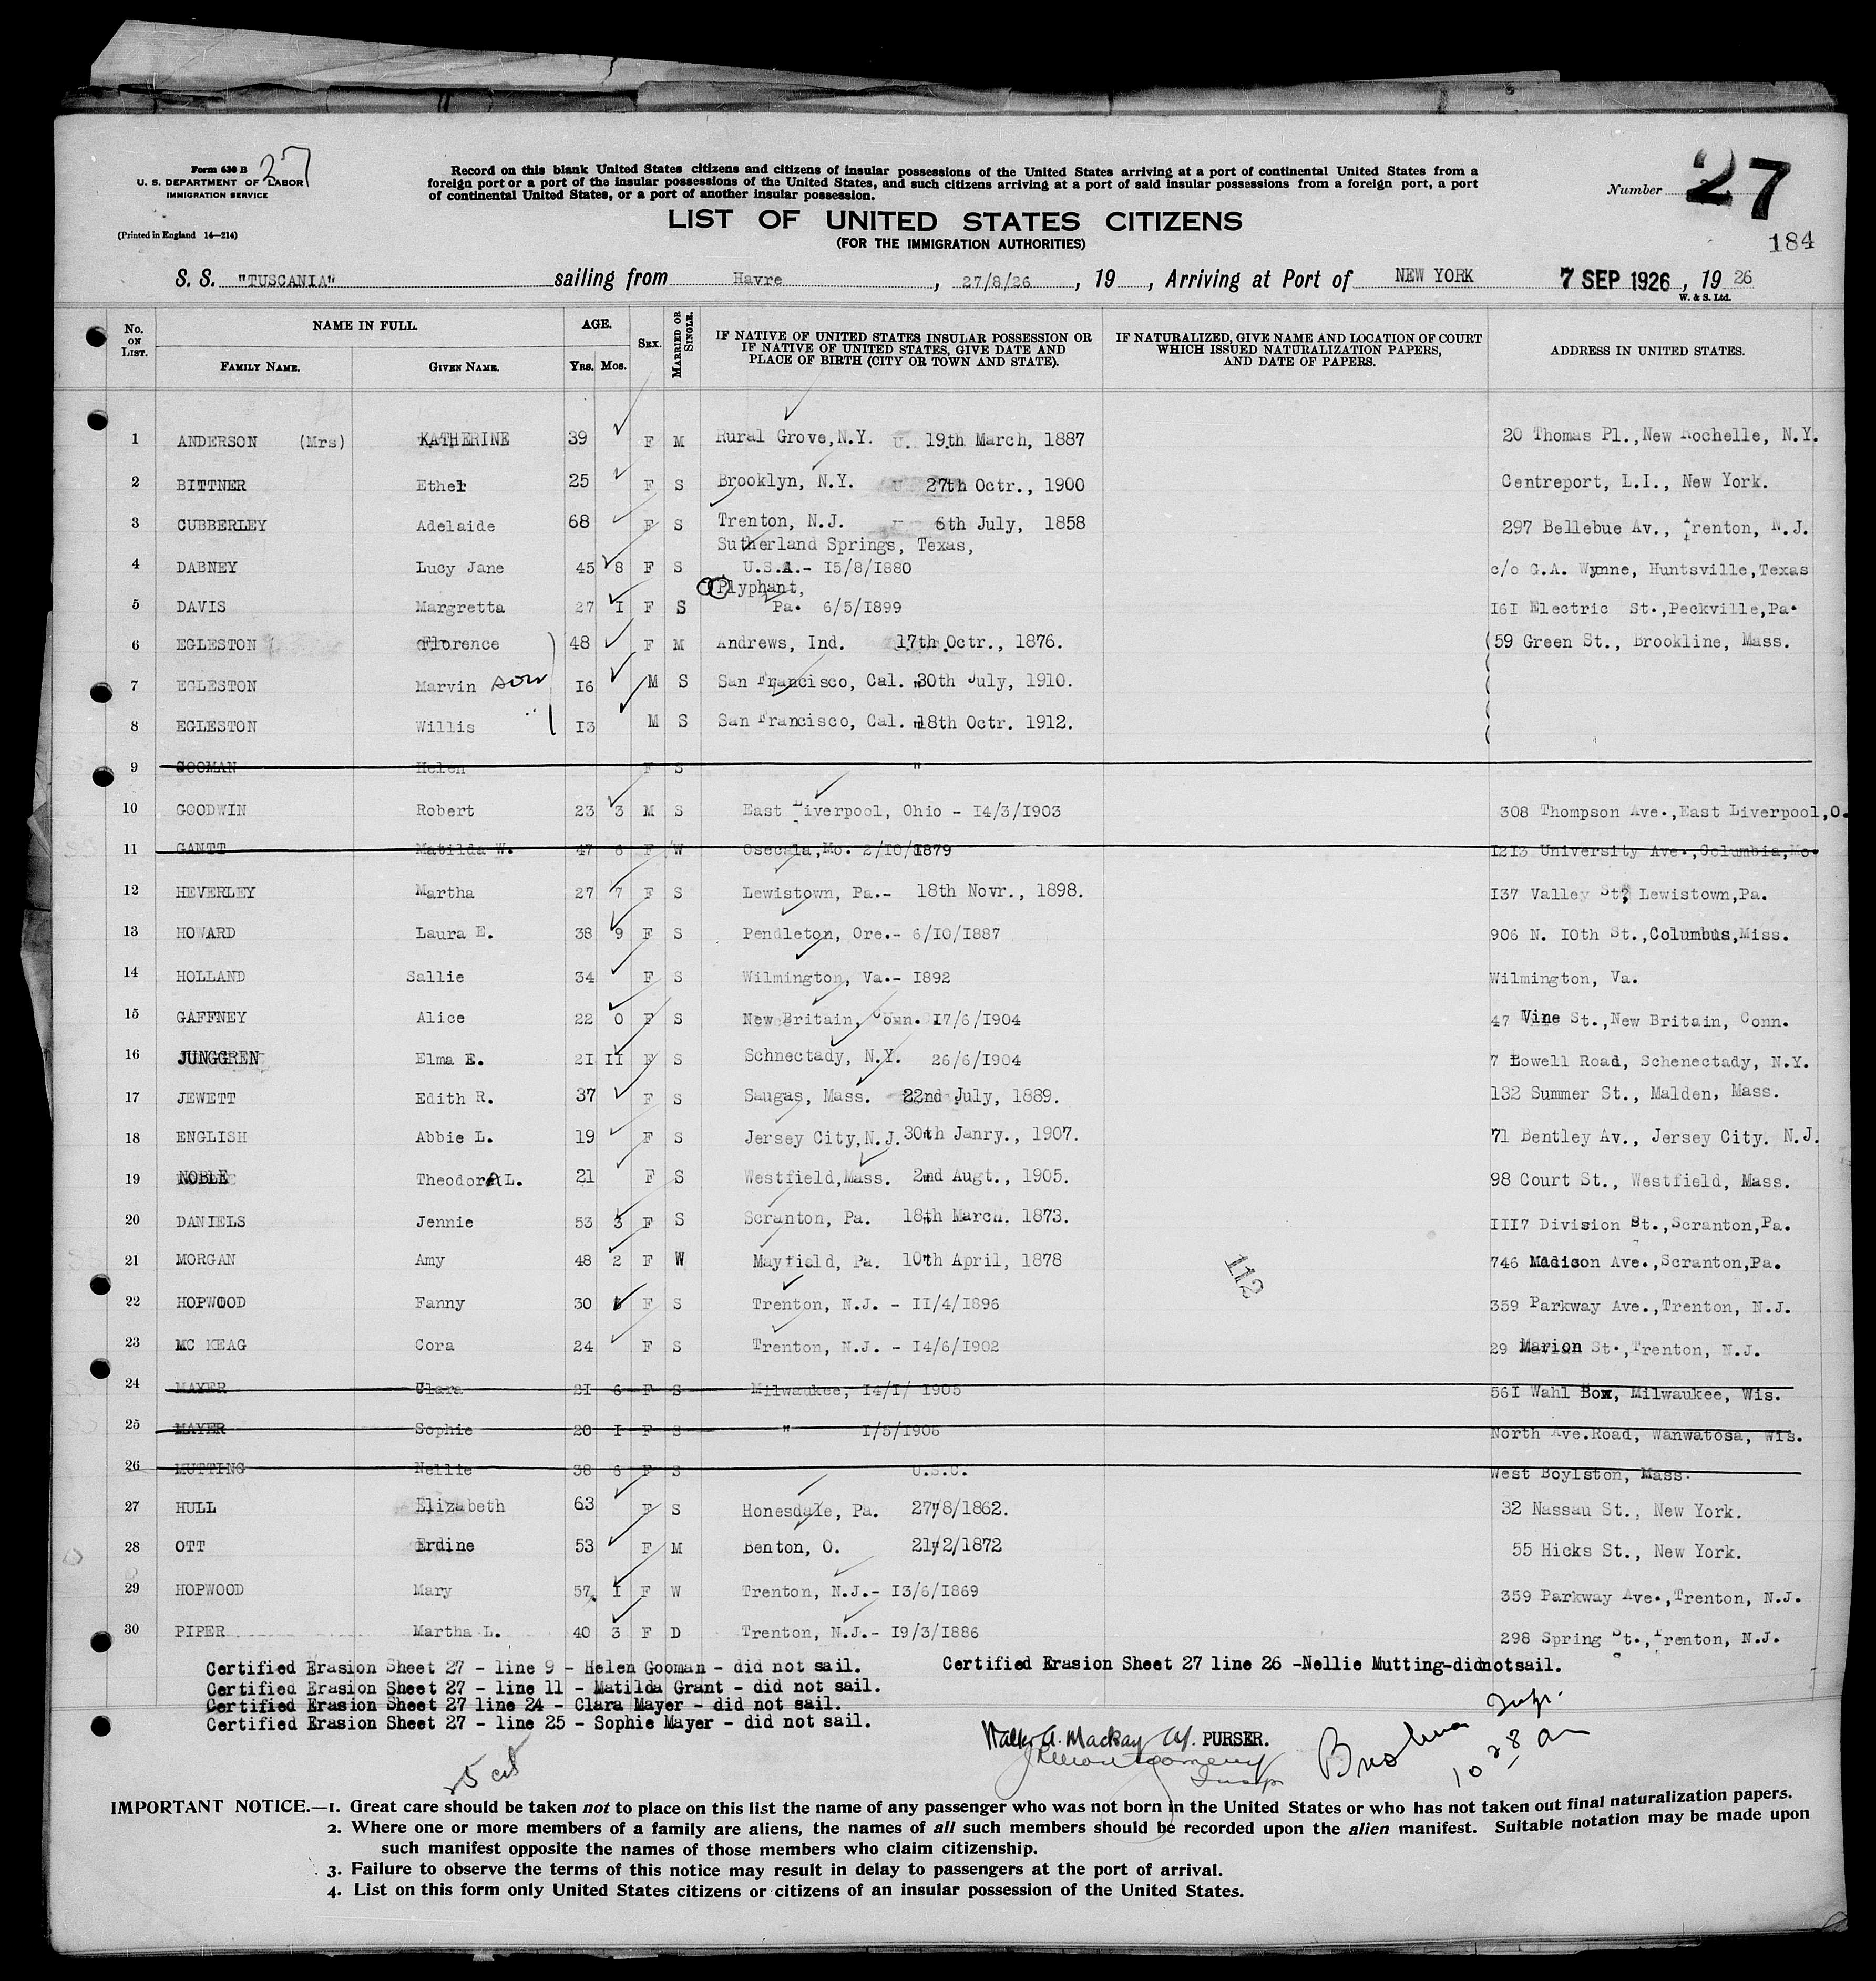 Form 630 B
U. S. DEPARTMENT OF LABOR
IMMIGRATION SERVICE
27
(Printed in England 14—214)
Record on this blank United States citizens and citizens of insular possessions of the United States arriving at a port of continental United States from a
foreign port or a port of the insular possessions of the United States, and such citizens arriving at a port of said insular possessions from a foreign port, a port
of continental United States, or a port of another insular possession.
Number 27
184
LIST OF UNITED STATES CITIZENS
(FOR THE IMMIGRATION AUTHORITIES)
S. S. "TUSCANIA" sailing from Havre , 27/8/26 , 19 , Arriving at Port of NEW YORK 7 SEP 1926 , 19 26
W. & S. Ltd.
No. ON LIST. NAME IN FULL. FAMILY NAME. GIVEN NAME. AGE. Yrs. Mos. SEX. MARRIED OR SINGLE. IF NATIVE OF UNITED STATES INSULAR POSSESSION OR IF NATIVE OF UNITED STATES, GIVE DATE AND PLACE OF BIRTH (CITY OR TOWN AND STATE). IF NATURALIZED, GIVE NAME AND LOCATION OF COURT WHICH ISSUED NATURALIZATION PAPERS, AND DATE OF PAPERS. ADDRESS IN UNITED STATES.
1 ANDERSON (Mrs) KATHERINE 39 F M Rural Grove, N.Y. 19th March, 1887 20 Thomas Pl., New Rochelle, N.Y.
2 BITTNER Ethel 25 F S Brooklyn, N.Y. 27th Octr., 1900 Centreport, L.I., New York.
3 CUBBERLEY Adelaide 68 F S Trenton, N.J. 6th July, 1858 297 Bellebue Av., Trenton, N.J.
Sutherland Springs, Texas,
4 DABNEY Lucy Jane 45 8 F S U.S.A.- 15/8/1880 c/o G.A. Wynne, Huntsville, Texas
Plyphant,
5 DAVIS Margretta 27 1 F S Pa. 6/5/1899 161 Electric St., Peckville, Pa.
6 EGLESTON Florence 48 F M Andrews, Ind. 17th Octr., 1876. 59 Green St., Brookline, Mass.
7 EGLESTON Marvin son 16 M S San Francisco, Cal. 30th July, 1910.
8 EGLESTON Willis " 13 M S San Francisco, Cal. 18th Octr. 1912.
9 GOOMAN Helen F S "
10 GOODWIN Robert 23 3 M S East Liverpool, Ohio - 14/3/1903 308 Thompson Ave., East Liverpool, O.
11 GANTT Matilda W. 47 6 F W Osecala, Mo. 2/10/1879 1213 University Ave., Columbia, Mo.
12 HEVERLEY Martha 27 7 F S Lewistown, Pa.- 18th Novr., 1898. 137 Valley St, Lewistown, Pa.
13 HOWARD Laura E. 38 9 F S Pendleton, Ore.- 6/10/1887 906 N. 10th St., Columbus, Miss.
14 HOLLAND Sallie 34 F S Wilmington, Va.- 1892 Wilmington, Va.
15 GAFFNEY Alice 22 0 F S New Britain, Conn. 17/6/1904 47 Vine St., New Britain, Conn.
16 JUNGGREN Elma E. 21 11 F S Schnectady, N.Y. 26/6/1904 7 Lowell Road, Schenectady, N.Y.
17 JEWETT Edith R. 37 F S Saugas, Mass. 22nd July, 1889. 132 Summer St., Malden, Mass.
18 ENGLISH Abbie L. 19 F S Jersey City, N.J. 30th Janry., 1907. 71 Bentley Av., Jersey City. N.J.
19 NOBLE Theodora L. 21 F S Westfield, Mass. 2nd Augt., 1905. 98 Court St., Westfield, Mass.
20 DANIELS Jennie 53 3 F S Scranton, Pa. 18th March. 1873. 1117 Division St., Scranton, Pa.
21 MORGAN Amy 48 2 F W Mayfield, Pa. 10th April, 1878 112 746 Madison Ave., Scranton, Pa.
22 HOPWOOD Fanny 30 F S Trenton, N.J. - 11/4/1896 359 Parkway Ave., Trenton, N.J.
23 MC KEAG Cora 24 F S Trenton, N.J. - 14/6/1902 29 Marion St., Trenton, N.J.
24 MAYER Clara 21 6 F S Milwaukee, 14/1/ 1905 561 Wahl Box, Milwaukee, Wis.
25 MAYER Sophie 20 1 F S " 1/5/1906 North Ave. Road, Wanwatosa, Wis.
26 MUTTING Nellie 38 6 F S U.S.C. West Boylston, Mass.
27 HULL Elizabeth 63 F S Honesdale, Pa. 27/8/1862. 32 Nassau St., New York.
28 OTT Erdine 53 F M Benton, O. 21/2/1872 55 Hicks St., New York.
29 HOPWOOD Mary 57 1 F W Trenton, N.J.- 13/6/1869 359 Parkway Ave., Trenton, N.J.
30 PIPER Martha L. 40 3 F D Trenton, N.J.- 19/3/1886 298 Spring St., Trenton, N.J.
Certified Erasion Sheet 27 - line 9 - Helen Gooman - did not sail. Certified Erasion Sheet 27 line 26 -Nellie Mutting-didnotsail.
Certified Erasion Sheet 27 - line 11 - Matilda Grant - did not sail.
Certified Erasion Sheet 27 line 24 - Clara Mayer - did not sail.
Certified Erasion Sheet 27 - line 25 - Sophie Mayer - did not sail.
Walter A. Mackay PURSER.
Insp
10 28 a
25 cit
IMPORTANT NOTICE.—1. Great care should be taken not to place on this list the name of any passenger who was not born in the United States or who has not taken out final naturalization papers.
2. Where one or more members of a family are aliens, the names of all such members should be recorded upon the alien manifest. Suitable notation may be made upon
such manifest opposite the names of those members who claim citizenship.
3. Failure to observe the terms of this notice may result in delay to passengers at the port of arrival.
4. List on this form only United States citizens or citizens of an insular possession of the United States.